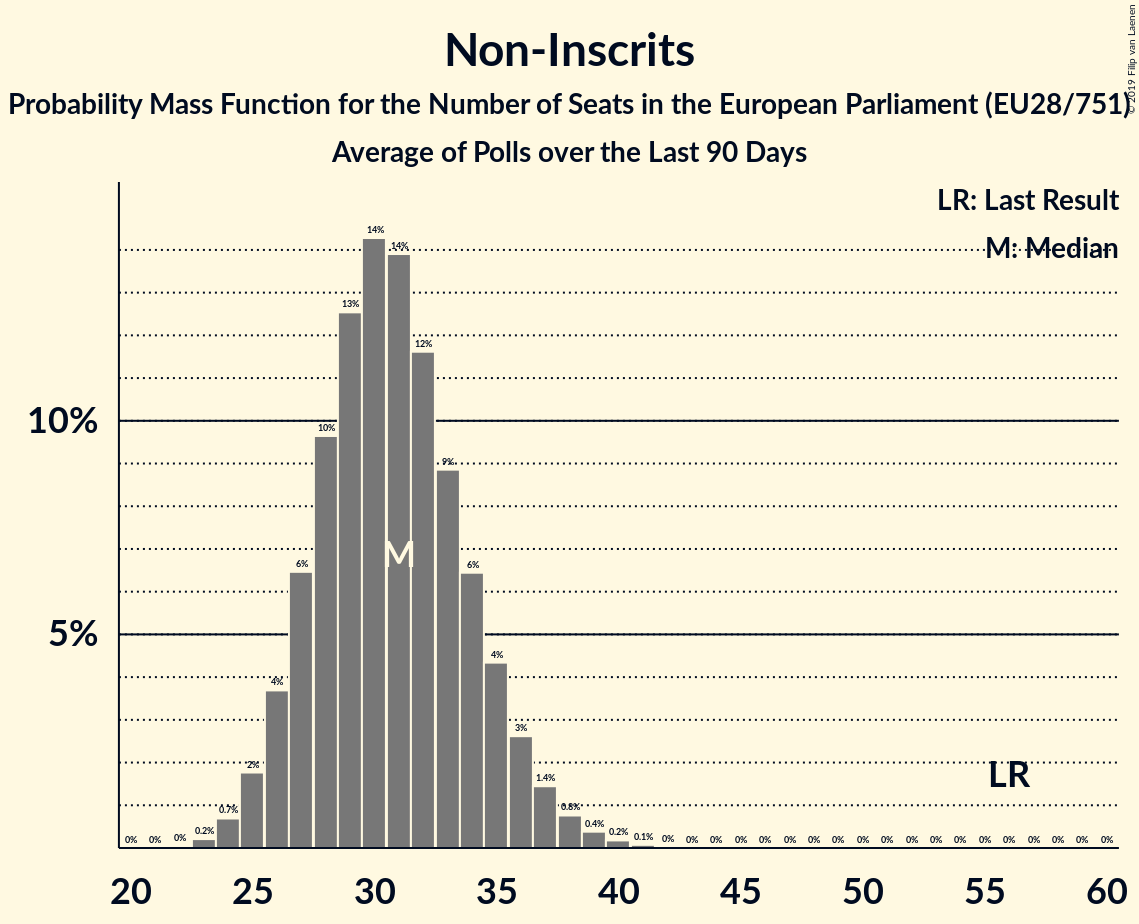 Non-Inscrits
Probability Mass Function for the Number of Seats in the European Parliament (EU28/751)
Average of Polls over the Last 90 Days
© 2019 Filip van Laenen
LR: Last Result
M: Median
10%
5%
0% 0% 0% 0.2% 0.7% 2% 4% 6% 10% 13% 14% 14% 12% 9% 6% 4% 3% 1.4% 0.8% 0.4% 0.2% 0.1% 0% 0% 0% 0% 0% 0% 0% 0% 0% 0% 0% 0% 0% 0% 0% 0% 0% 0% 0%
M
LR
20 25 30 35 40 45 50 55 60